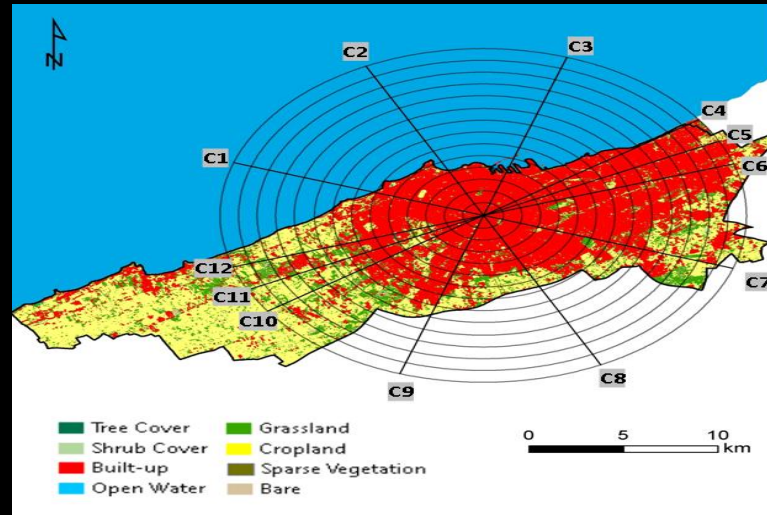 N
C1
C2
C3
C4
C5
C6
C7
C8
C9
C10
C11
C12
Tree Cover
Shrub Cover
Built-up
Open Water
Grassland
Cropland
Sparse Vegetation
Bare
0 5 10
km